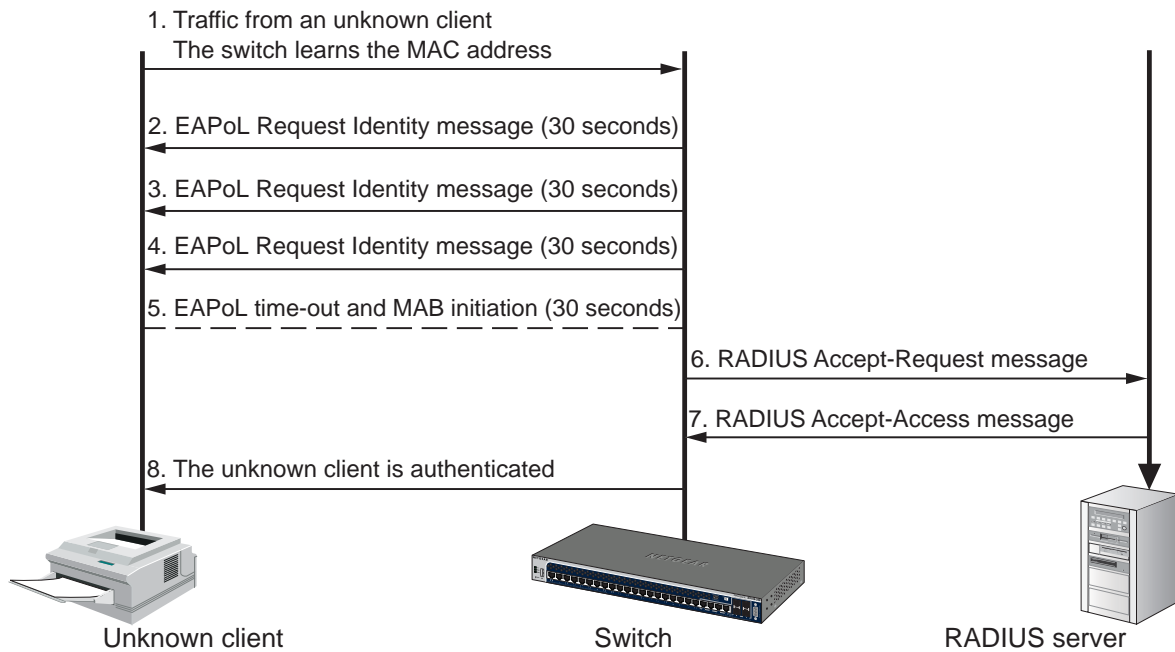 1. Traffic from an unknown client
The switch learns the MAC address
2. EAPoL Request Identity message (30 seconds)
3. EAPoL Request Identity message (30 seconds)
4. EAPoL Request Identity message (30 seconds)
5. EAPoL time-out and MAB initiation (30 seconds)
6. RADIUS Accept-Request message
7. RADIUS Accept-Access message
8. The unknown client is authenticated
NETGEAR
Unknown client
Switch
RADIUS server